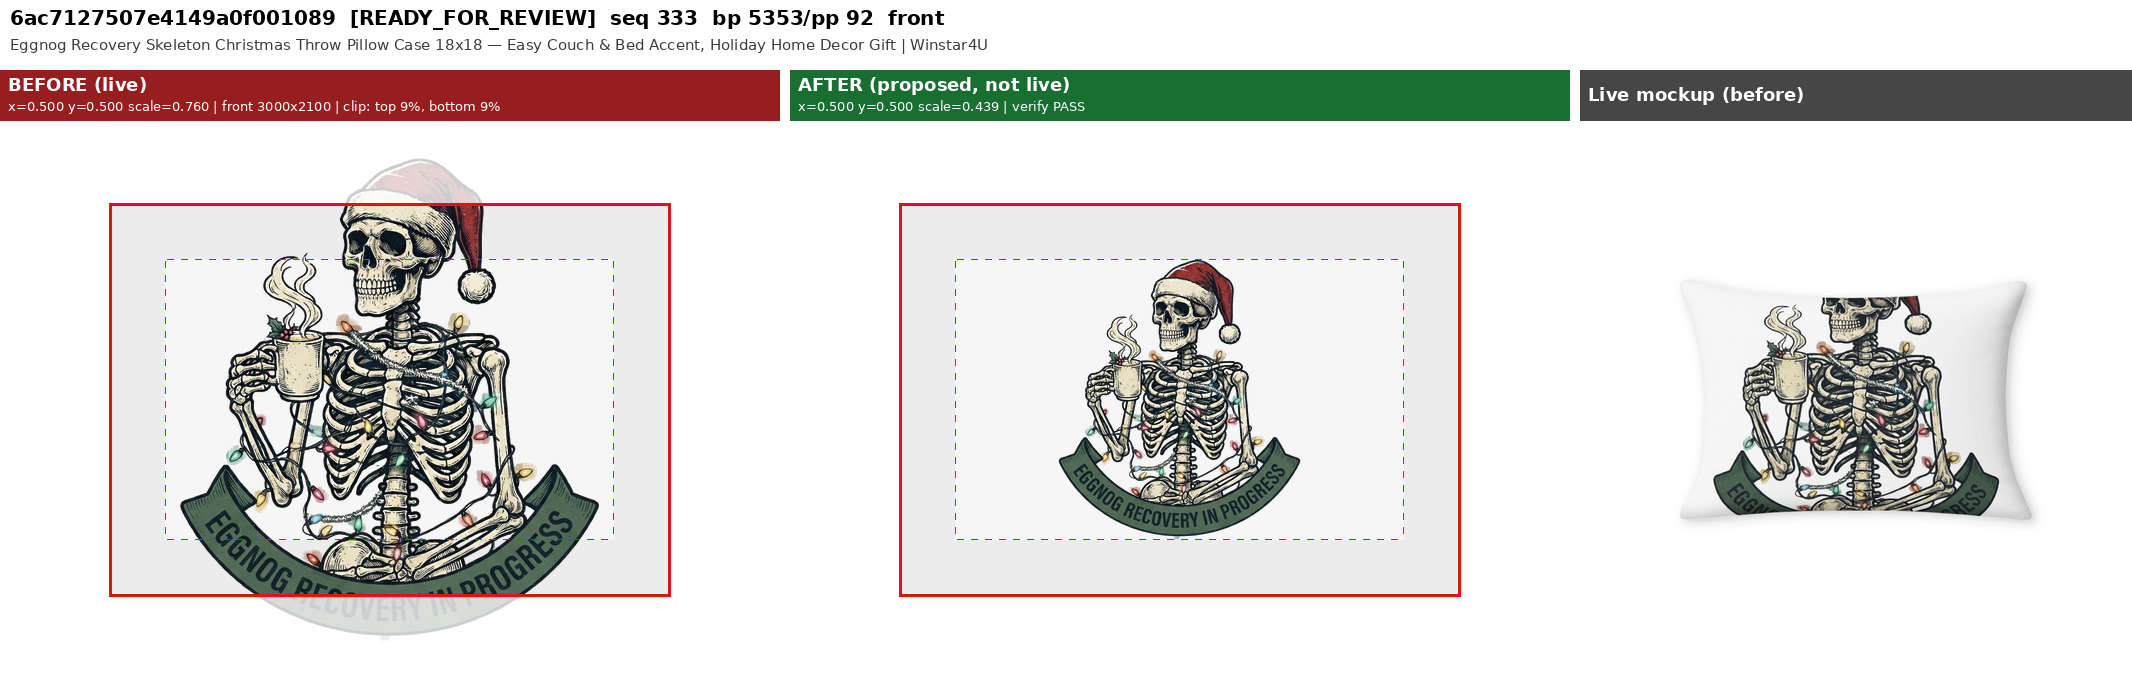 6ac7127507e4149a0f001089  [READY_FOR_REVIEW]  seq 333  bp 5353/pp 92  front
Eggnog Recovery Skeleton Christmas Throw Pillow Case 18x18 — Easy Couch & Bed Accent, Holiday Home Decor Gift | Winstar4U
BEFORE (live)
x=0.500 y=0.500 scale=0.760 | front 3000x2100 | clip: top 9%, bottom 9%
AFTER (proposed, not live)
x=0.500 y=0.500 scale=0.439 | verify PASS
Live mockup (before)
EGGNOG RECOVERY IN PROGRESS
EGGNOG RECOVERY IN PROGRESS
EGGNOG
PROGRESS